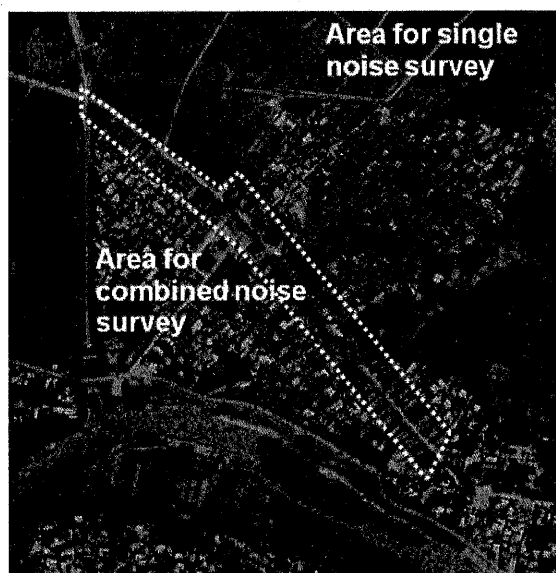 Area for single
noise survey
Area for
combined noise
survey